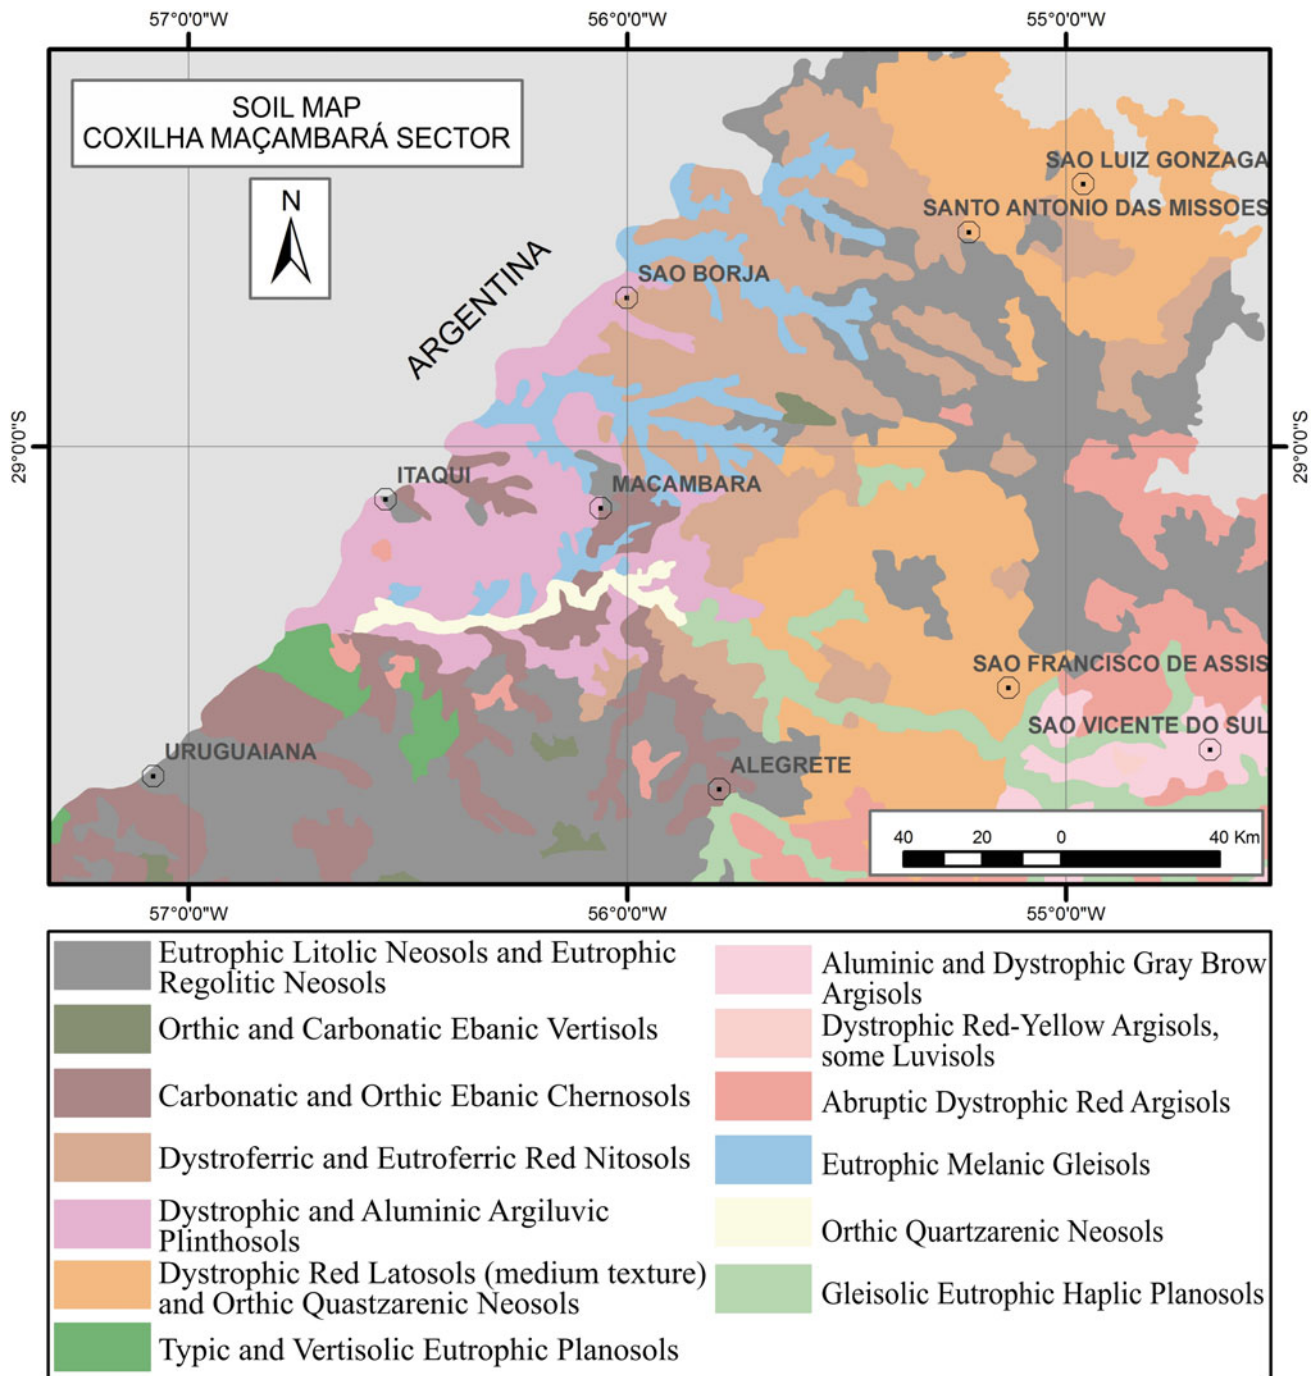 57°0'0"W 56°0'0"W 55°0'0"W
SOIL MAP
COXILHA MAÇAMBARÁ SECTOR
N
ARGENTINA
SAO LUIZ GONZAGA
SANTO ANTONIO DAS MISSOES
SAO BORJA
29°0'0"S 29°0'0"S
ITAQUI
MACAMBARA
SAO FRANCISCO DE ASSIS
SAO VICENTE DO SUL
URUGUAIANA
ALEGRETE
40 20 0 40 Km
57°0'0"W 56°0'0"W 55°0'0"W
Eutrophic Litolic Neosols and Eutrophic
Regolitic Neosols
Orthic and Carbonatic Ebanic Vertisols
Carbonatic and Orthic Ebanic Chernosols
Dystroferric and Eutroferric Red Nitosols
Dystrophic and Aluminic Argiluvic
Plinthosols
Dystrophic Red Latosols (medium texture)
and Orthic Quastzarenic Neosols
Typic and Vertisolic Eutrophic Planosols
Aluminic and Dystrophic Gray Brow
Argisols
Dystrophic Red-Yellow Argisols,
some Luvisols
Abruptic Dystrophic Red Argisols
Eutrophic Melanic Gleisols
Orthic Quartzarenic Neosols
Gleisolic Eutrophic Haplic Planosols